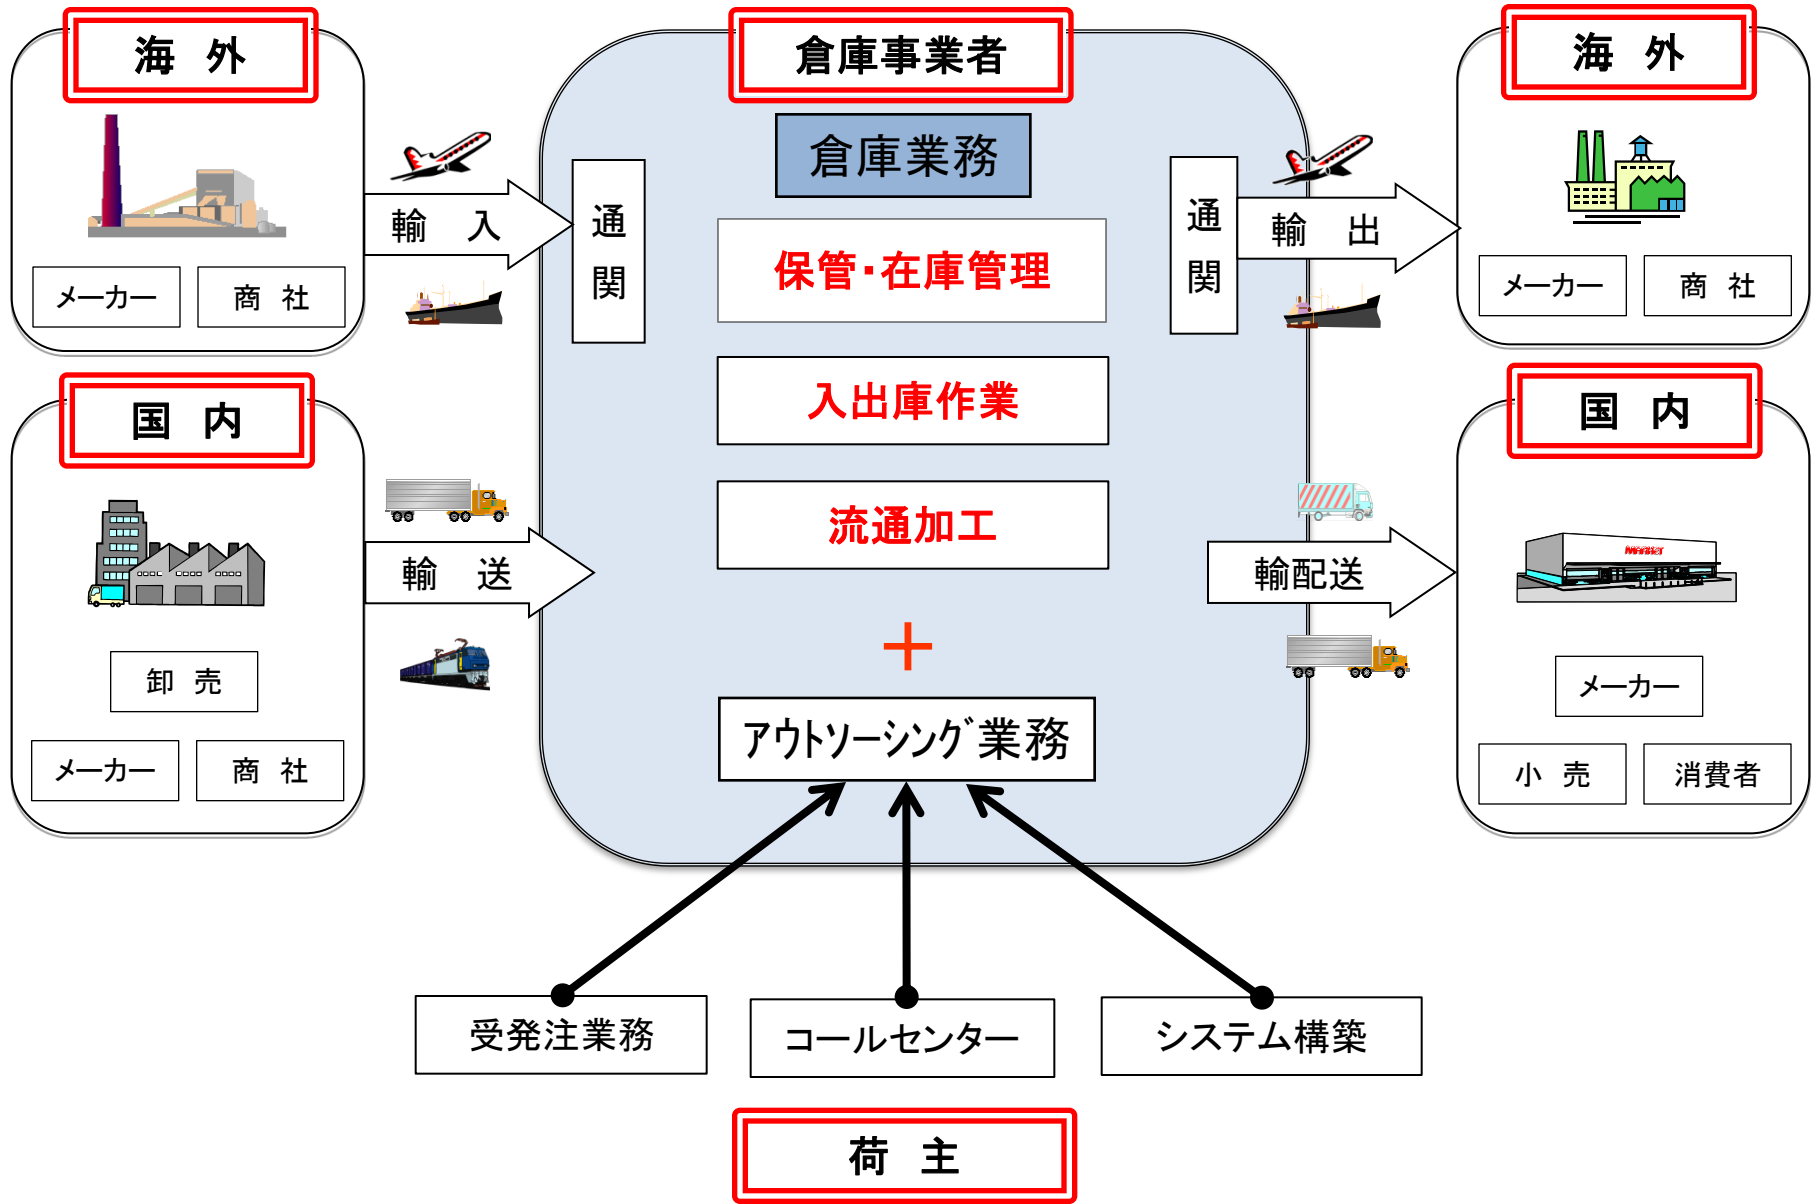 海 外
メーカー
商 社
国 内
卸 売
メーカー
商 社
輸 入
輸 送
倉庫事業者
倉庫業務
通関
保管・在庫管理
入出庫作業
流通加工
+
アウトソーシング業務
通関
輸 出
輸配送
海 外
メーカー
商 社
国 内
Market
メーカー
小 売
消費者
受発注業務
コールセンター
システム構築
荷 主